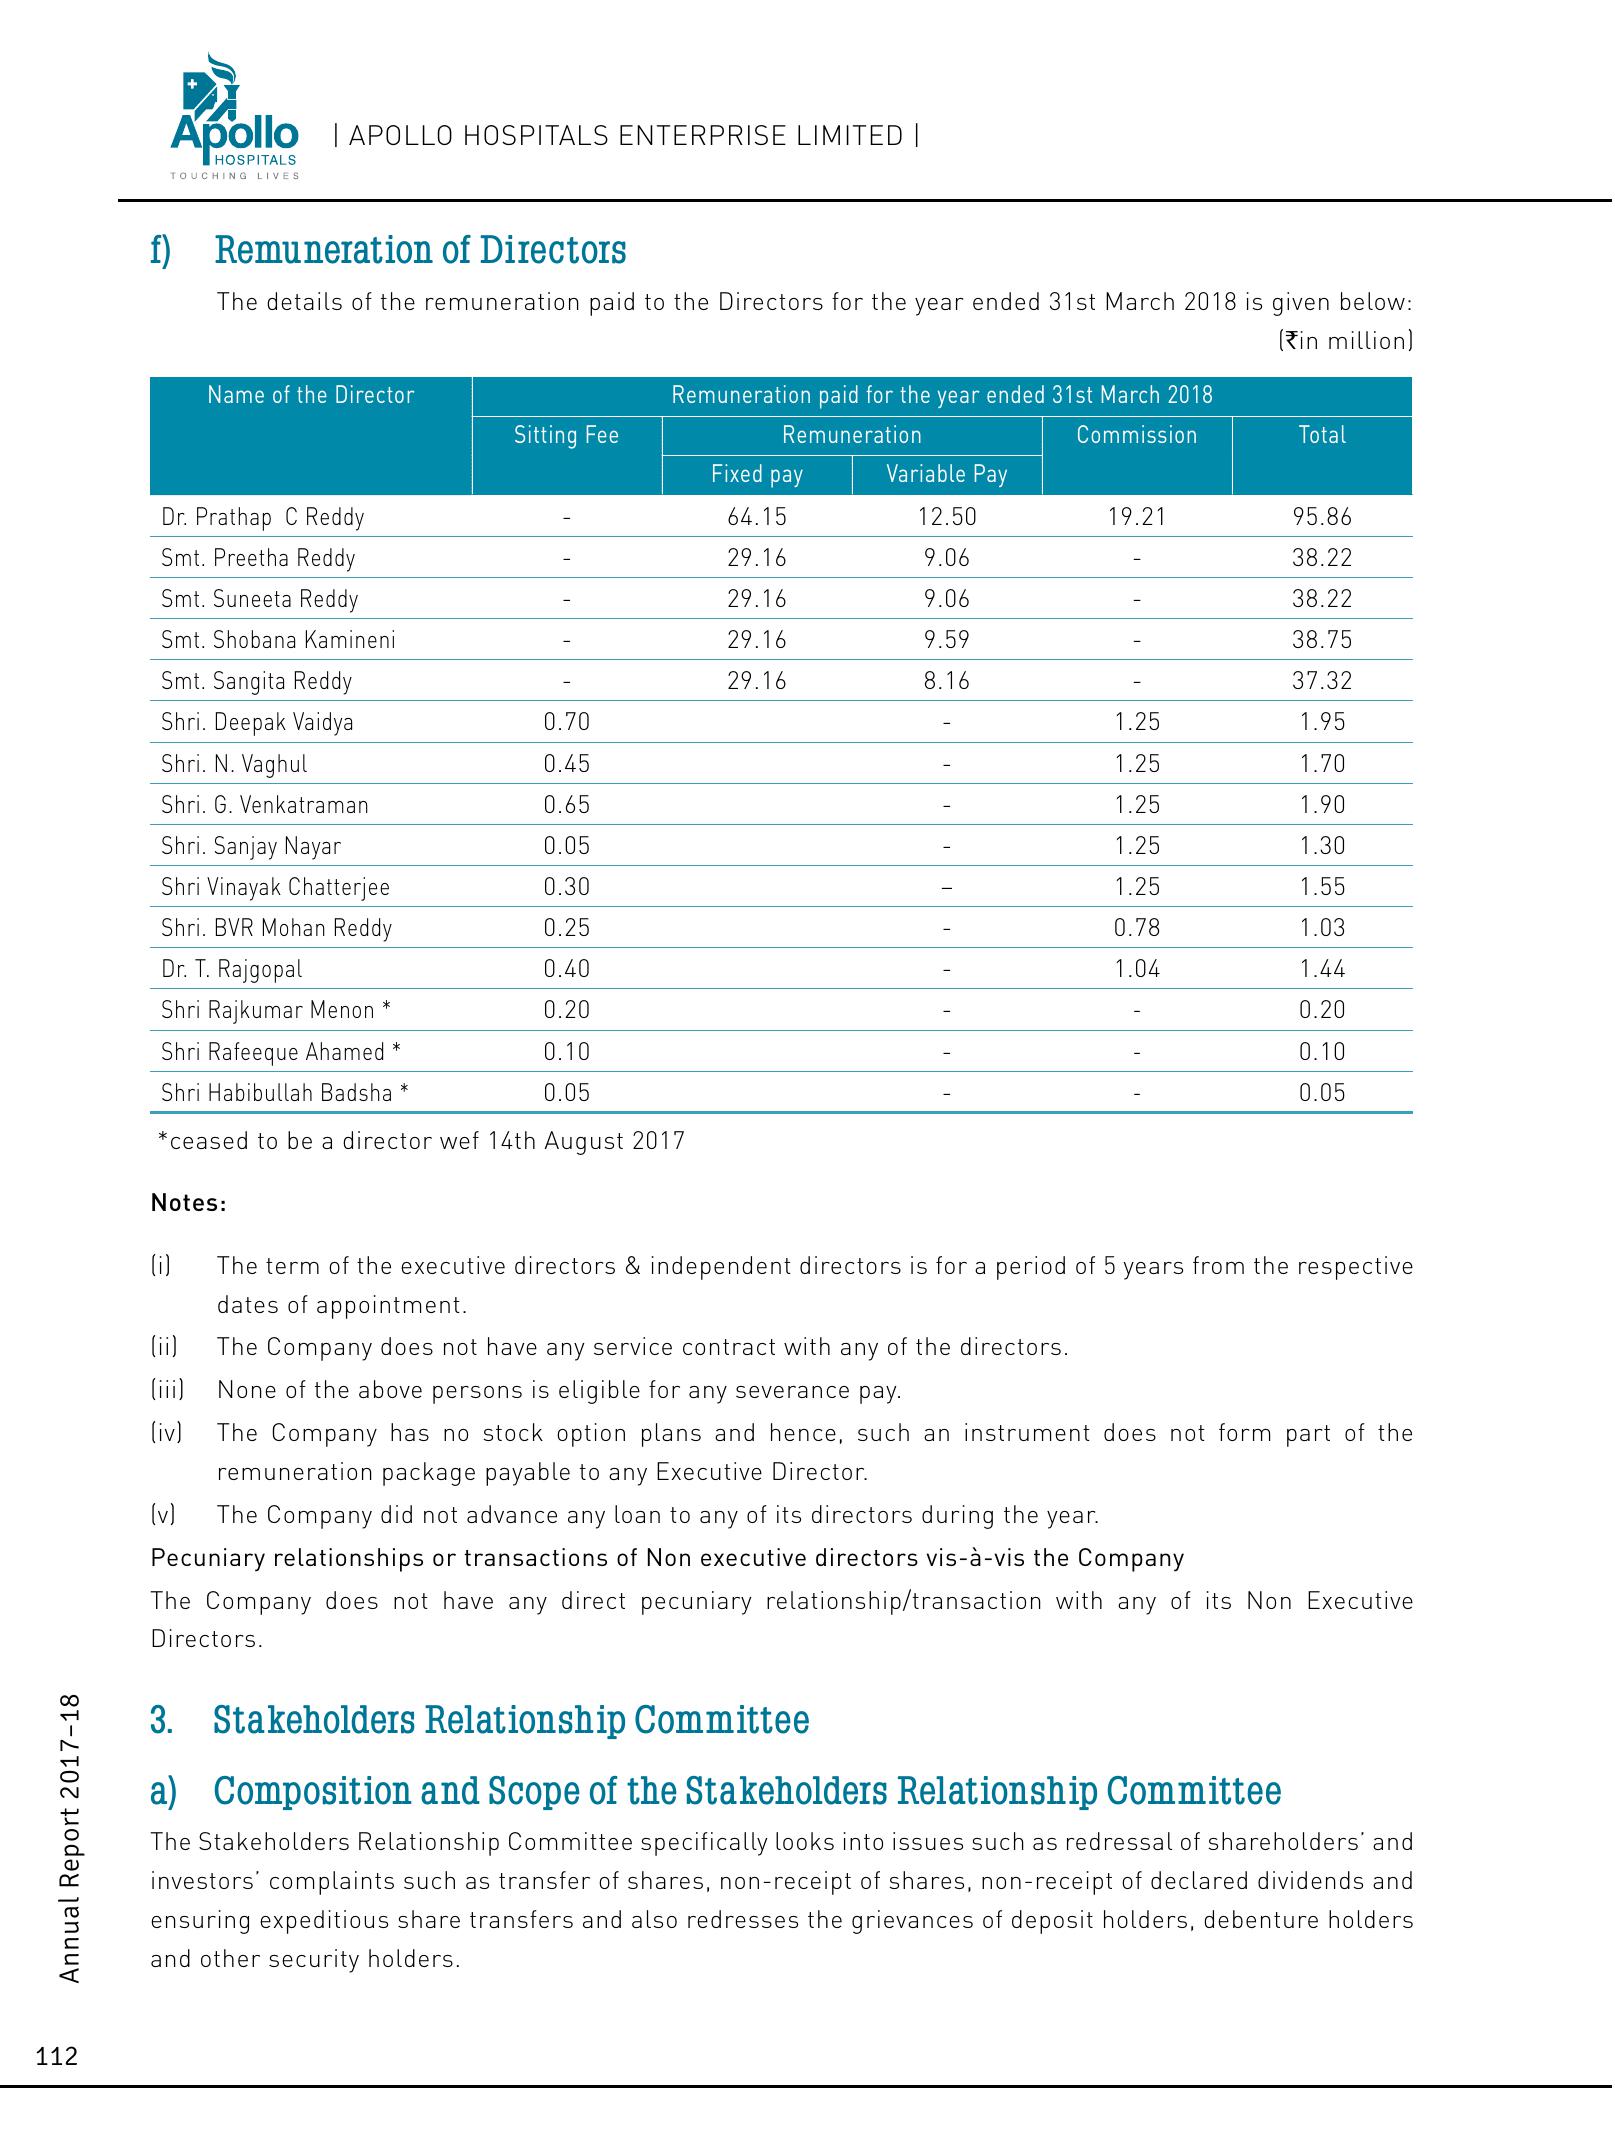 Apollo
HOSPITALS
TOUCHING LIVES
| APOLLO HOSPITALS ENTERPRISE LIMITED |
f) Remuneration of Directors
The details of the remuneration paid to the Directors for the year ended 31st March 2018 is given below:
(₹in million)
Name of the Director Remuneration paid for the year ended 31st March 2018
Sitting Fee Remuneration Commission Total
Fixed pay Variable Pay
Dr. Prathap C Reddy - 64.15 12.50 19.21 95.86
Smt. Preetha Reddy - 29.16 9.06 - 38.22
Smt. Suneeta Reddy - 29.16 9.06 - 38.22
Smt. Shobana Kamineni - 29.16 9.59 - 38.75
Smt. Sangita Reddy - 29.16 8.16 - 37.32
Shri. Deepak Vaidya 0.70 - 1.25 1.95
Shri. N. Vaghul 0.45 - 1.25 1.70
Shri. G. Venkatraman 0.65 - 1.25 1.90
Shri. Sanjay Nayar 0.05 - 1.25 1.30
Shri Vinayak Chatterjee 0.30 – 1.25 1.55
Shri. BVR Mohan Reddy 0.25 - 0.78 1.03
Dr. T. Rajgopal 0.40 - 1.04 1.44
Shri Rajkumar Menon * 0.20 - - 0.20
Shri Rafeeque Ahamed * 0.10 - - 0.10
Shri Habibullah Badsha * 0.05 - - 0.05
*ceased to be a director wef 14th August 2017
Notes:
(i) The term of the executive directors & independent directors is for a period of 5 years from the respective
dates of appointment.
(ii) The Company does not have any service contract with any of the directors.
(iii) None of the above persons is eligible for any severance pay.
(iv) The Company has no stock option plans and hence, such an instrument does not form part of the
remuneration package payable to any Executive Director.
(v) The Company did not advance any loan to any of its directors during the year.
Pecuniary relationships or transactions of Non executive directors vis-à-vis the Company
The Company does not have any direct pecuniary relationship/transaction with any of its Non Executive
Directors.
3. Stakeholders Relationship Committee
a) Composition and Scope of the Stakeholders Relationship Committee
The Stakeholders Relationship Committee specifically looks into issues such as redressal of shareholders’ and
investors’ complaints such as transfer of shares, non-receipt of shares, non-receipt of declared dividends and
ensuring expeditious share transfers and also redresses the grievances of deposit holders, debenture holders
and other security holders.
Annual Report 2017–18
112